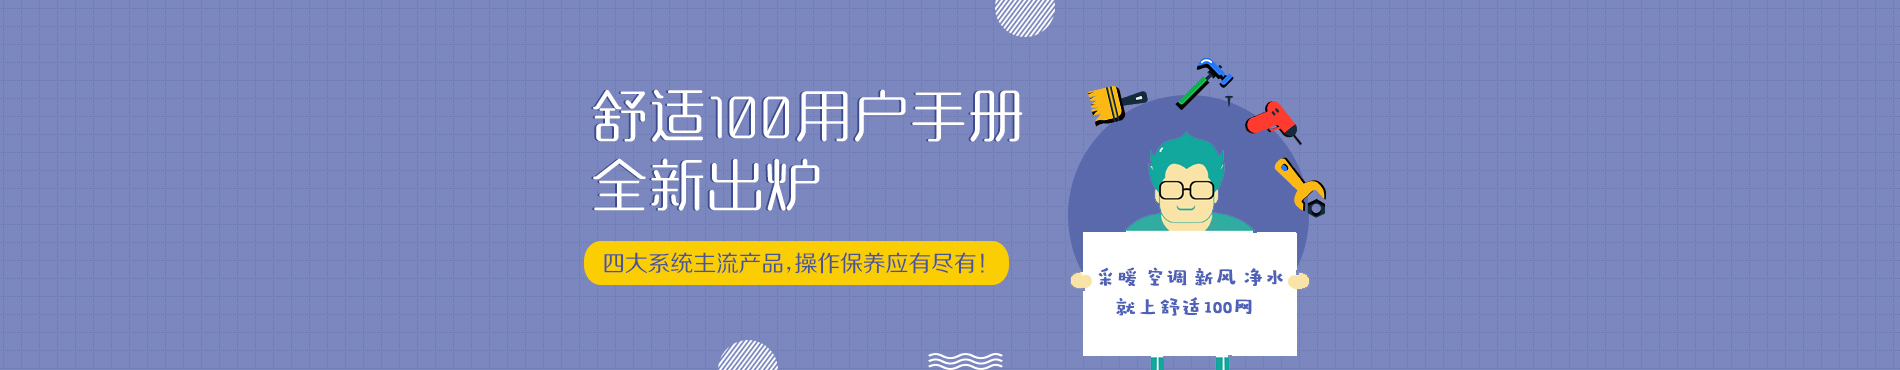 舒适100用户手册
全新出炉
四大系统主流产品,操作保养应有尽有!
采暖 空调 新风 净水
就上舒适100网